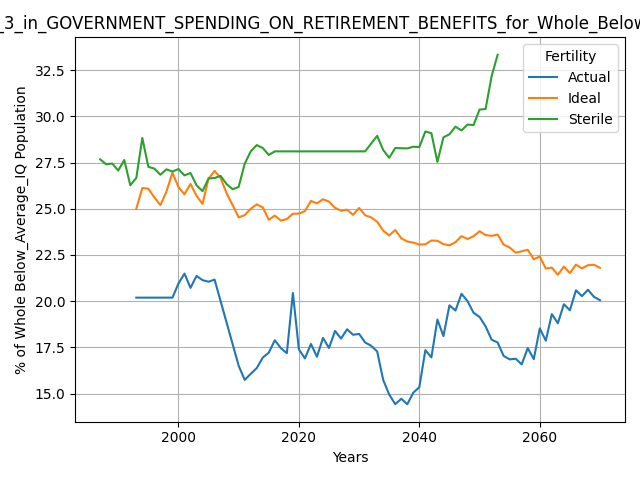 _3_in_GOVERNMENT_SPENDING_ON_RETIREMENT_BENEFITS_for_Whole_Below
% of Whole Below_Average_IQ Population
32.5
30.0
27.5
25.0
22.5
20.0
17.5
15.0
Fertility
Actual
Ideal
Sterile
2000
2020
2040
2060
Years